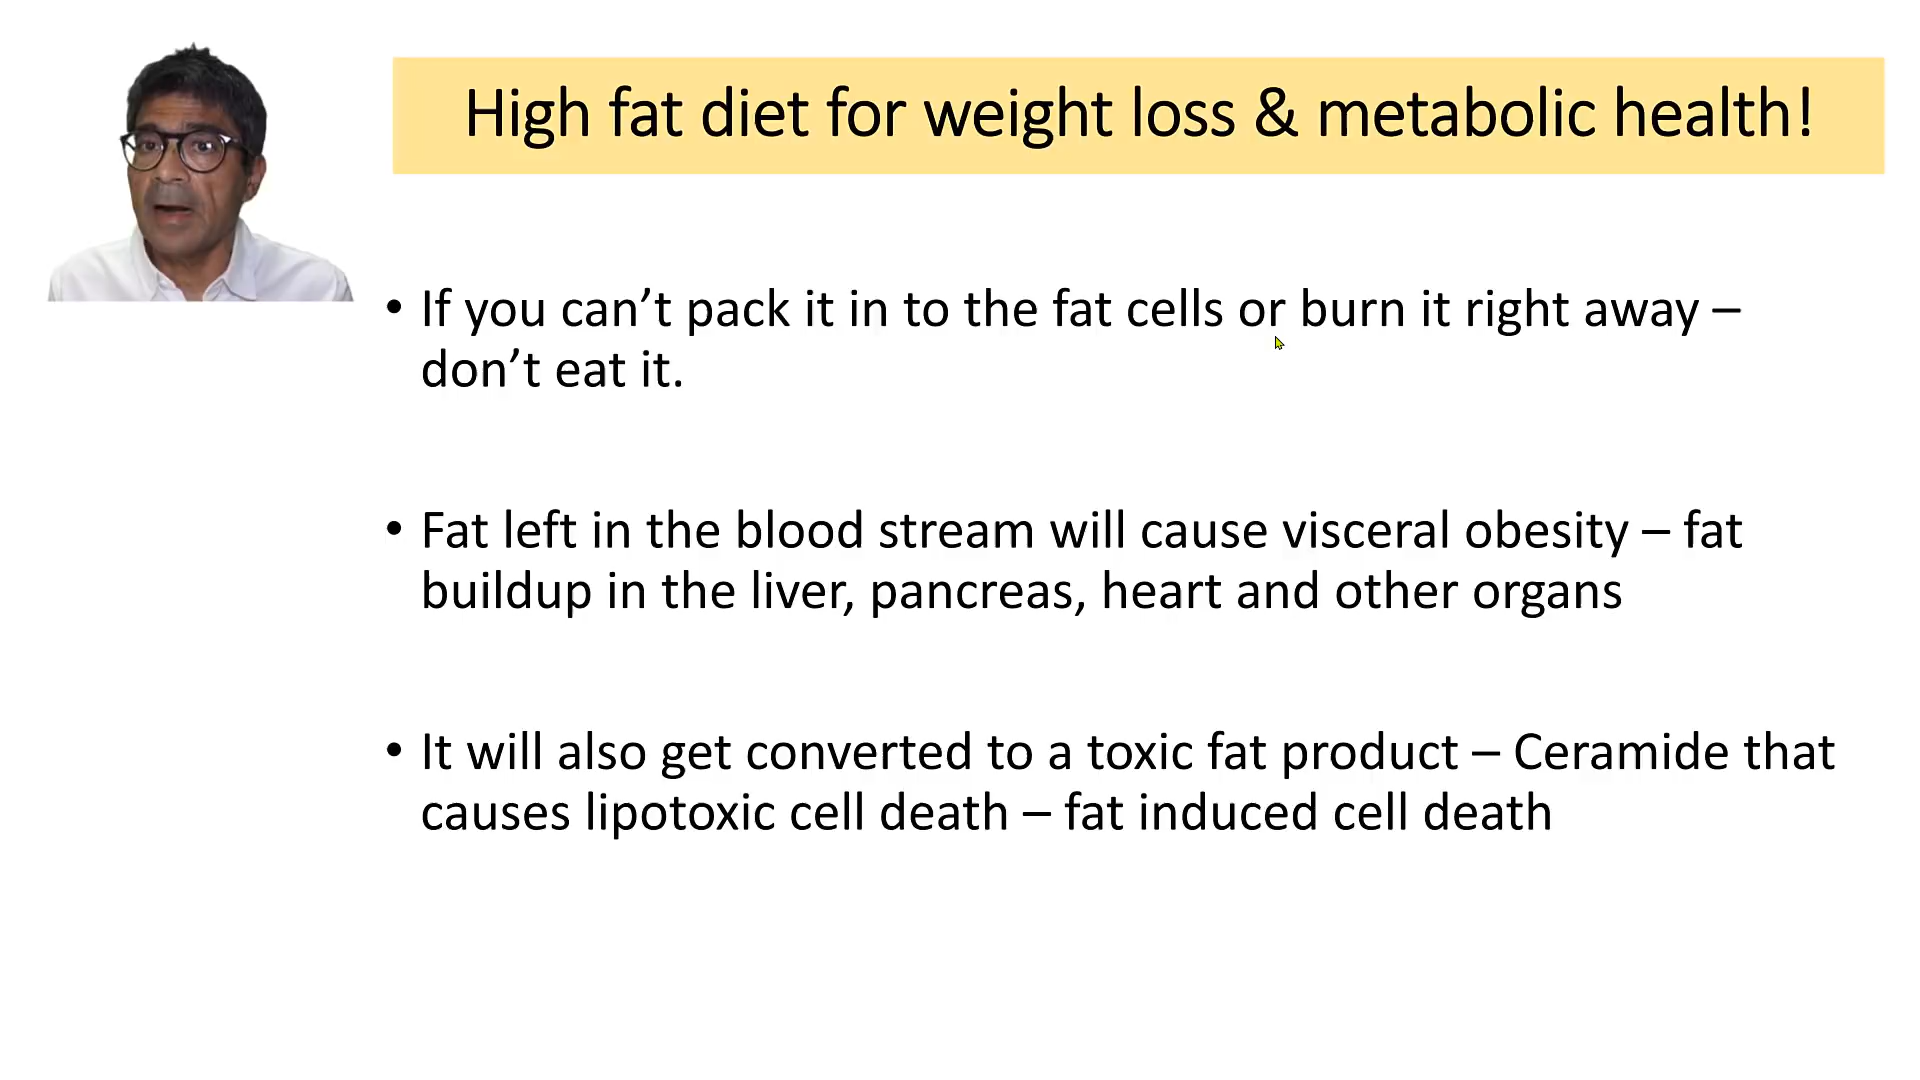 High fat diet for weight loss & metabolic health!
• If you can’t pack it in to the fat cells or burn it right away –
don’t eat it.
• Fat left in the blood stream will cause visceral obesity – fat
buildup in the liver, pancreas, heart and other organs
• It will also get converted to a toxic fat product – Ceramide that
causes lipotoxic cell death – fat induced cell death